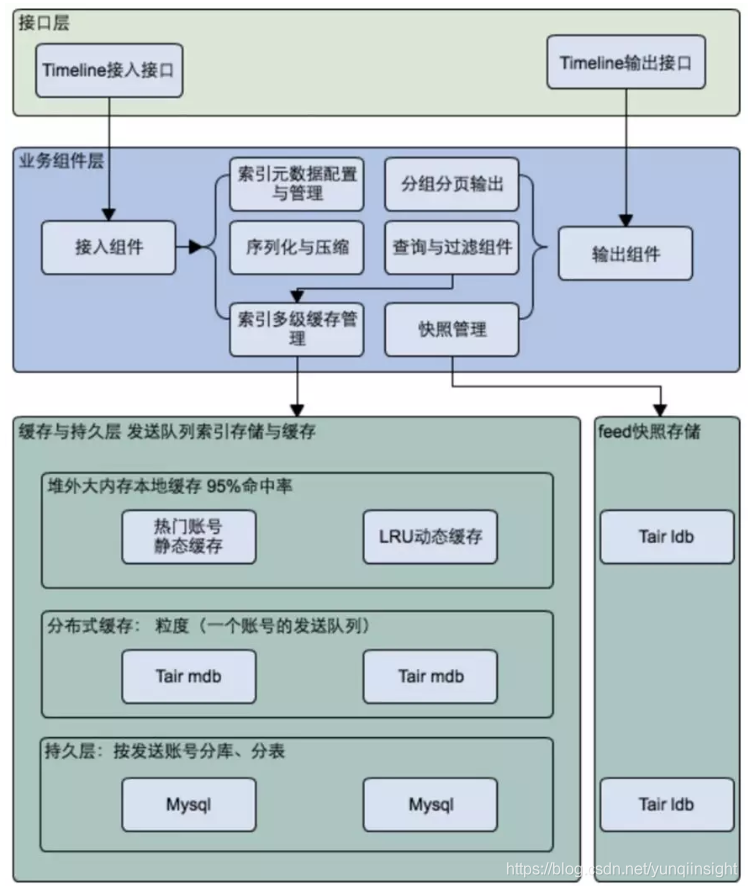 接口层
Timeline接入接口
Timeline输出接口
业务组件层
索引元数据配置
与管理
分组分页输出
接入组件
序列化与压缩
查询与过滤组件
输出组件
索引多级缓存管
理
快照管理
缓存与持久层 发送队列索引存储与缓存
feed快照存储
堆外大内存本地缓存 95%命中率
热门账号
静态缓存
LRU动态缓存
Tair ldb
分布式缓存： 粒度（一个账号的发送队列）
Tair mdb
Tair mdb
持久层：按发送账号分库、分表
Mysql
Mysql
Tair ldb
https://blog.csdn.net/yunqiinsight